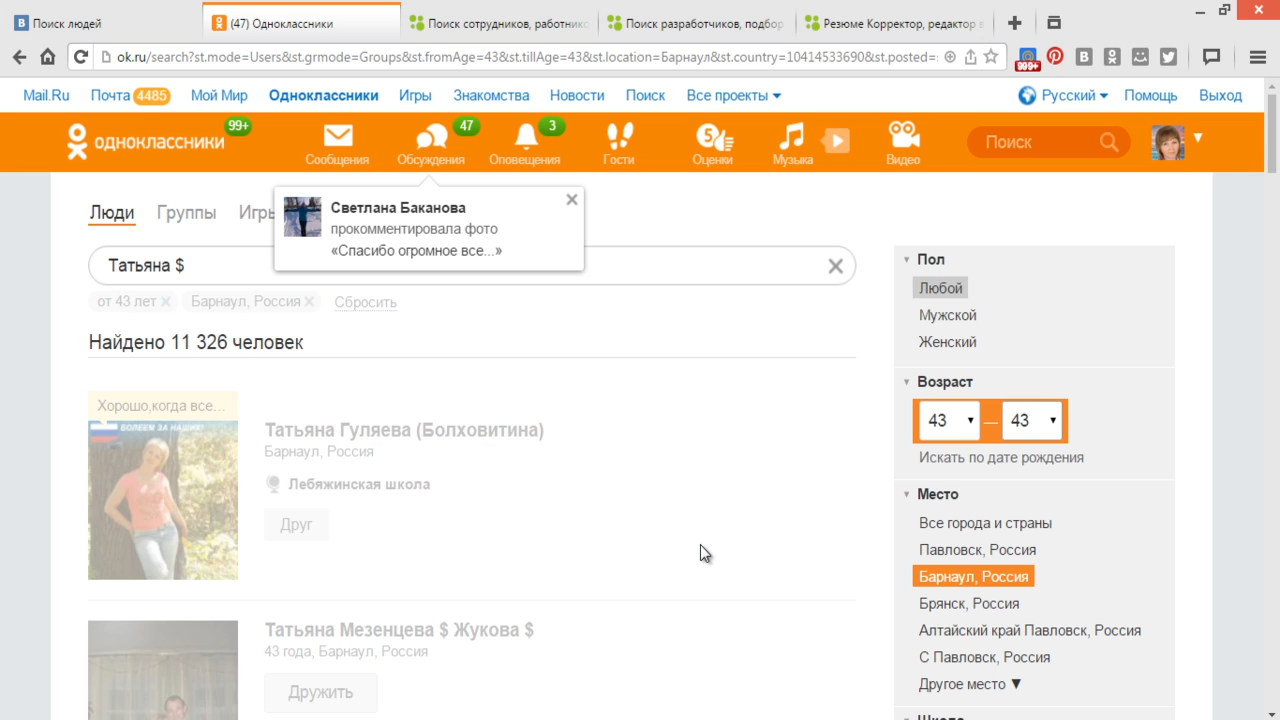 Поиск людей
(47) Одноклассники
Поиск сотрудников, работник
Поиск разработчиков, подбор
Резюме Корректор, редактор в
ok.ru/search?st.mode=Users&st.grmode=Groups&st.fromAge=43&st.tillAge=43&st.location=Барнаул&st.country=10414533690&st.posted=
999+
Mail.Ru
Почта 4485
Мой Мир
Одноклассники
Игры
Знакомства
Новости
Поиск
Все проекты
Русский
Помощь
Выход
одноклассники
99+
Сообщения
Обсуждения
47
Оповещения
3
Гости
Оценки
5
Музыка
Видео
Поиск
Люди
Группы
Игры
Светлана Баканова
прокомментировала фото
«Спасибо огромное все...»
Татьяна $
от 43 лет
Барнаул, Россия
Сбросить
Найдено 11 326 человек
Хорошо,когда все...
БОЛЕЕМ ЗА НАШИХ!
Татьяна Гуляева (Болховитина)
Барнаул, Россия
Лебяжинская школа
Друг
Татьяна Мезенцева $ Жукова $
43 года, Барнаул, Россия
Дружить
Пол
Любой
Мужской
Женский
Возраст
43 — 43
Искать по дате рождения
Место
Все города и страны
Павловск, Россия
Барнаул, Россия
Брянск, Россия
Алтайский край Павловск, Россия
С Павловск, Россия
Другое место ▼
Школа